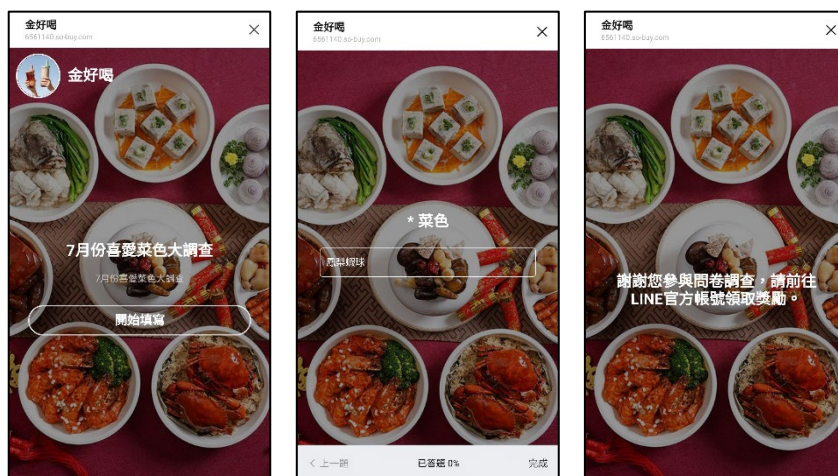 金好喝
6561140.so-buy.com
金好喝
7月份喜愛菜色大調查
7月份喜愛菜色大調查
開始填寫
金好喝
6561140.so-buy.com
* 菜色
鳳梨蝦球
< 上一題 已答題 0% 完成
金好喝
6561140.so-buy.com
謝謝您參與問卷調查，請前往
LINE官方帳號領取獎勵。